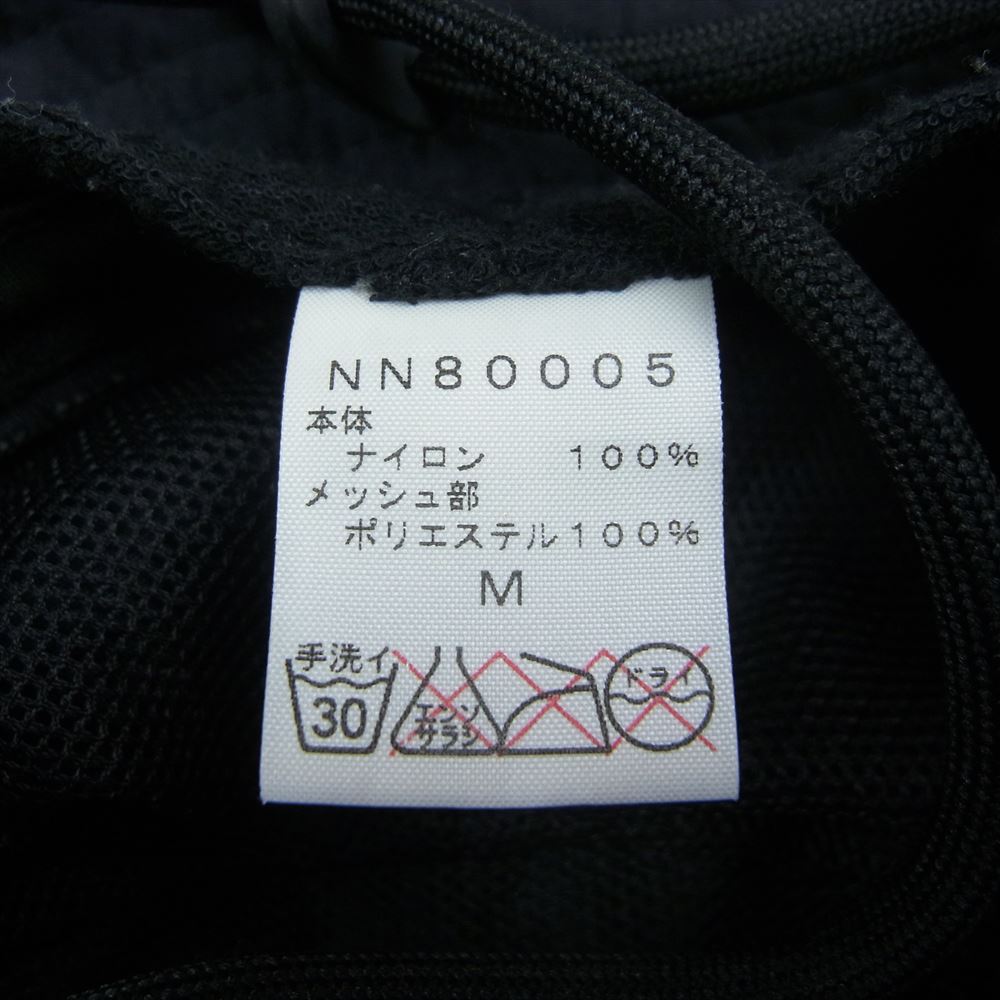 NN80005
本体
ナイロン 100%
メッシュ部
ポリエステル100%
M
手洗イ
30
エンソ
サラシ
ドライ